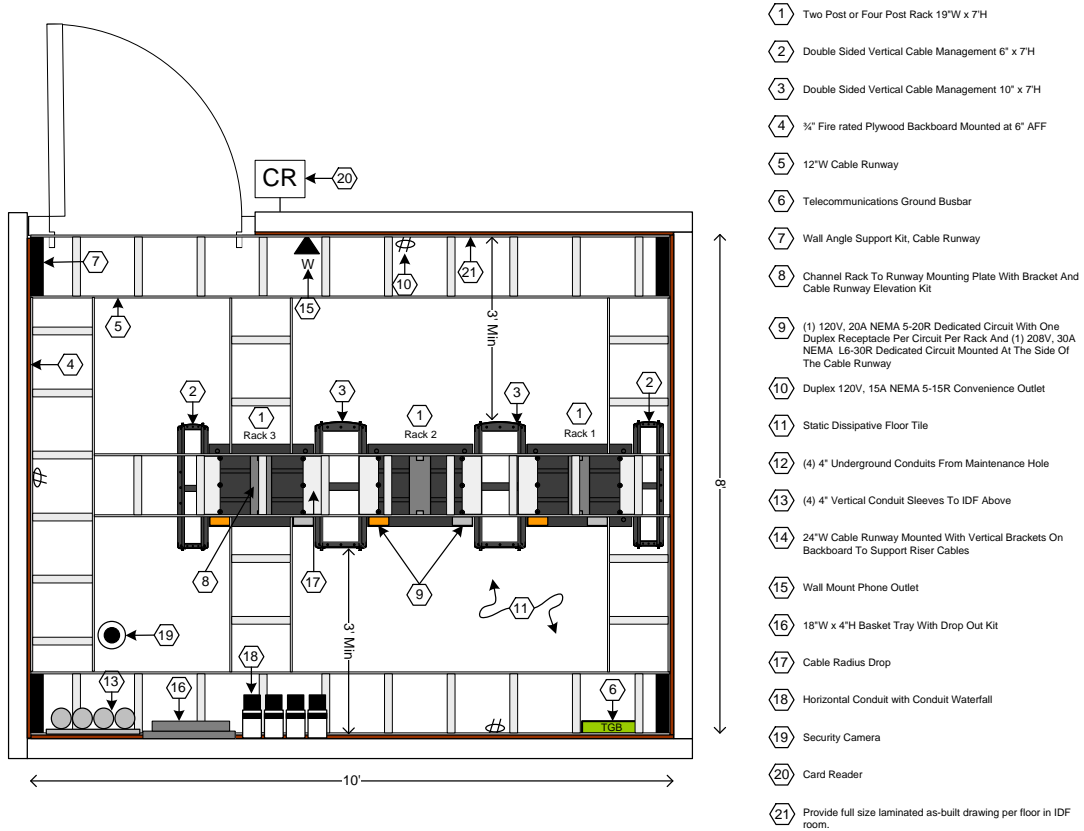 CR
20
7
W
10
21
15
5
3' Min
4
2
3
1
Rack 3
1
Rack 2
3
1
Rack 1
2
8'
8
17
9
11
19
3' Min
18
13
16
6
TGB
10'
1 Two Post or Four Post Rack 19"W x 7'H
2 Double Sided Vertical Cable Management 6" x 7'H
3 Double Sided Vertical Cable Management 10" x 7'H
4 ¾" Fire rated Plywood Backboard Mounted at 6" AFF
5 12"W Cable Runway
6 Telecommunications Ground Busbar
7 Wall Angle Support Kit, Cable Runway
8 Channel Rack To Runway Mounting Plate With Bracket And
Cable Runway Elevation Kit
9 (1) 120V, 20A NEMA 5-20R Dedicated Circuit With One
Duplex Receptacle Per Circuit Per Rack And (1) 208V, 30A
NEMA L6-30R Dedicated Circuit Mounted At The Side Of
The Cable Runway
10 Duplex 120V, 15A NEMA 5-15R Convenience Outlet
11 Static Dissipative Floor Tile
12 (4) 4" Underground Conduits From Maintenance Hole
13 (4) 4" Vertical Conduit Sleeves To IDF Above
14 24"W Cable Runway Mounted With Vertical Brackets On
Backboard To Support Riser Cables
15 Wall Mount Phone Outlet
16 18"W x 4"H Basket Tray With Drop Out Kit
17 Cable Radius Drop
18 Horizontal Conduit with Conduit Waterfall
19 Security Camera
20 Card Reader
21 Provide full size laminated as-built drawing per floor in IDF
room.